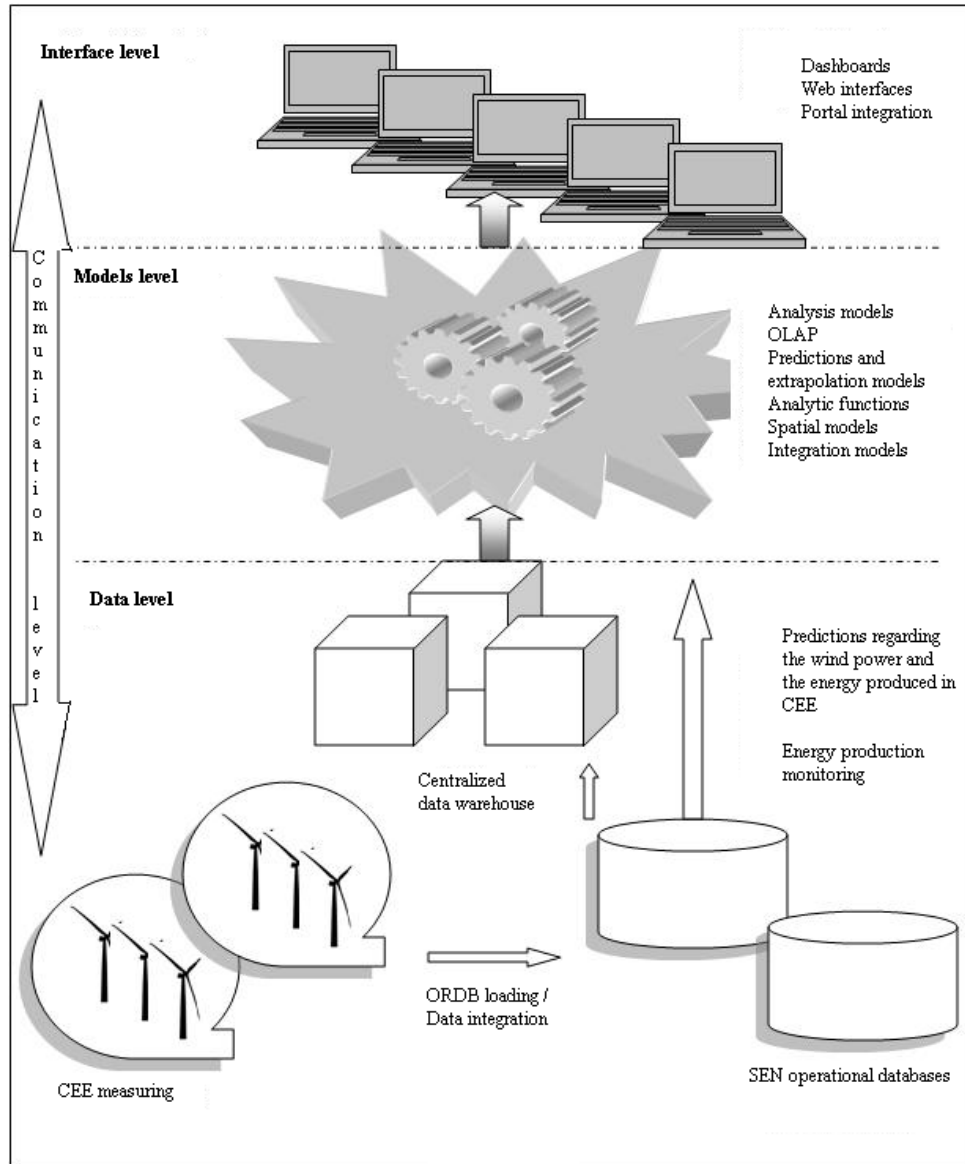 Interface level
Dashboards
Web interfaces
Portal integration
Communication level
Models level
Analysis models
OLAP
Predictions and
extrapolation models
Analytic functions
Spatial models
Integration models
Data level
Predictions regarding
the wind power and
the energy produced in
CEE
Energy production
monitoring
Centralized
data warehouse
ORDB loading /
Data integration
CEE measuring
SEN operational databases